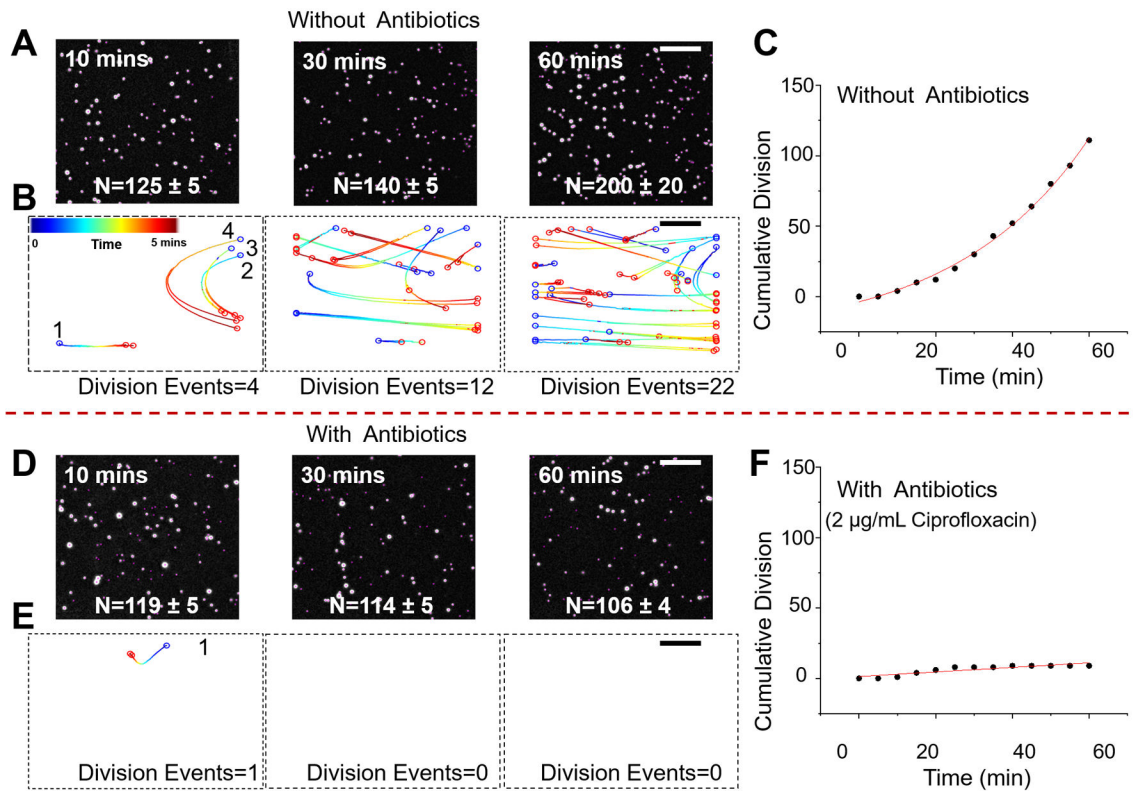 Without Antibiotics
A
10 mins
N=125 ± 5
30 mins
N=140 ± 5
60 mins
N=200 ± 20
B
0
Time
5 mins
4
3
2
1
Division Events=4
Division Events=12
Division Events=22
C
Without Antibiotics
Cumulative Division
150
100
50
0
0 20 40 60
Time (min)
With Antibiotics
D
10 mins
N=119 ± 5
30 mins
N=114 ± 5
60 mins
N=106 ± 4
E
1
Division Events=1
Division Events=0
Division Events=0
F
With Antibiotics
(2 µg/mL Ciprofloxacin)
Cumulative Division
150
100
50
0
0 20 40 60
Time (min)